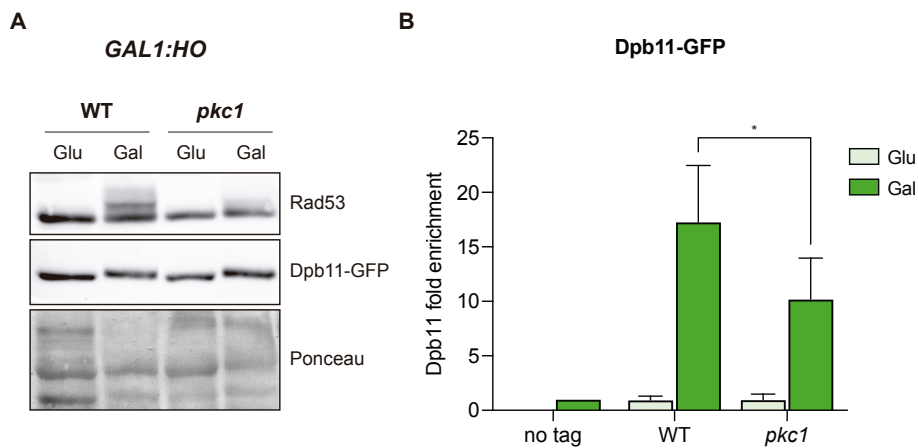 A
GAL1:HO
WT pkc1
Glu Gal Glu Gal
Rad53
Dpb11-GFP
Ponceau
B
Dpb11-GFP
*
Glu
Gal
Dpb11 fold enrichment
25
20
15
10
5
0
no tag WT pkc1